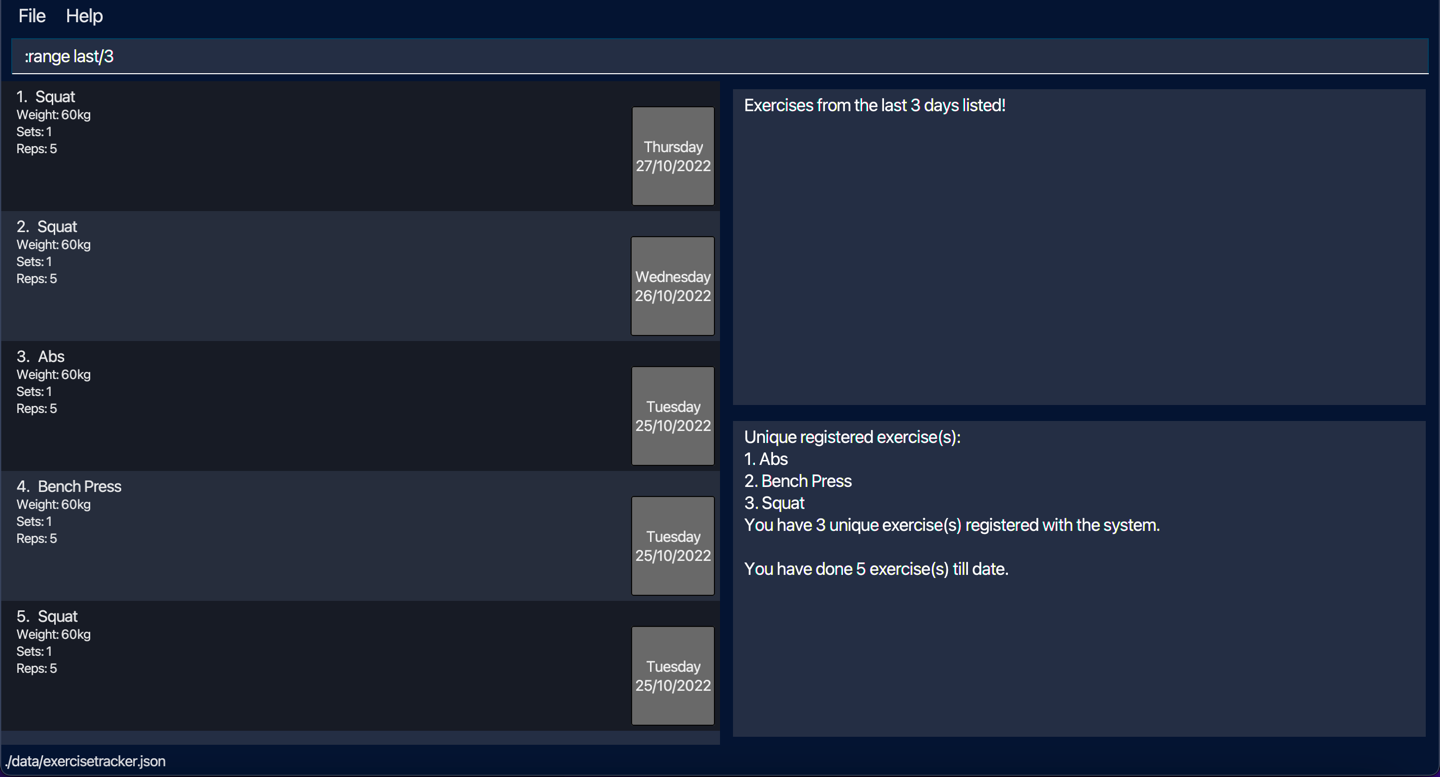 File Help
:range last/3
1. Squat
Weight: 60kg
Sets: 1
Reps: 5
Thursday
27/10/2022
2. Squat
Weight: 60kg
Sets: 1
Reps: 5
Wednesday
26/10/2022
3. Abs
Weight: 60kg
Sets: 1
Reps: 5
Tuesday
25/10/2022
4. Bench Press
Weight: 60kg
Sets: 1
Reps: 5
Tuesday
25/10/2022
5. Squat
Weight: 60kg
Sets: 1
Reps: 5
Tuesday
25/10/2022
Exercises from the last 3 days listed!
Unique registered exercise(s):
1. Abs
2. Bench Press
3. Squat
You have 3 unique exercise(s) registered with the system.
You have done 5 exercise(s) till date.
./data/exercisetracker.json